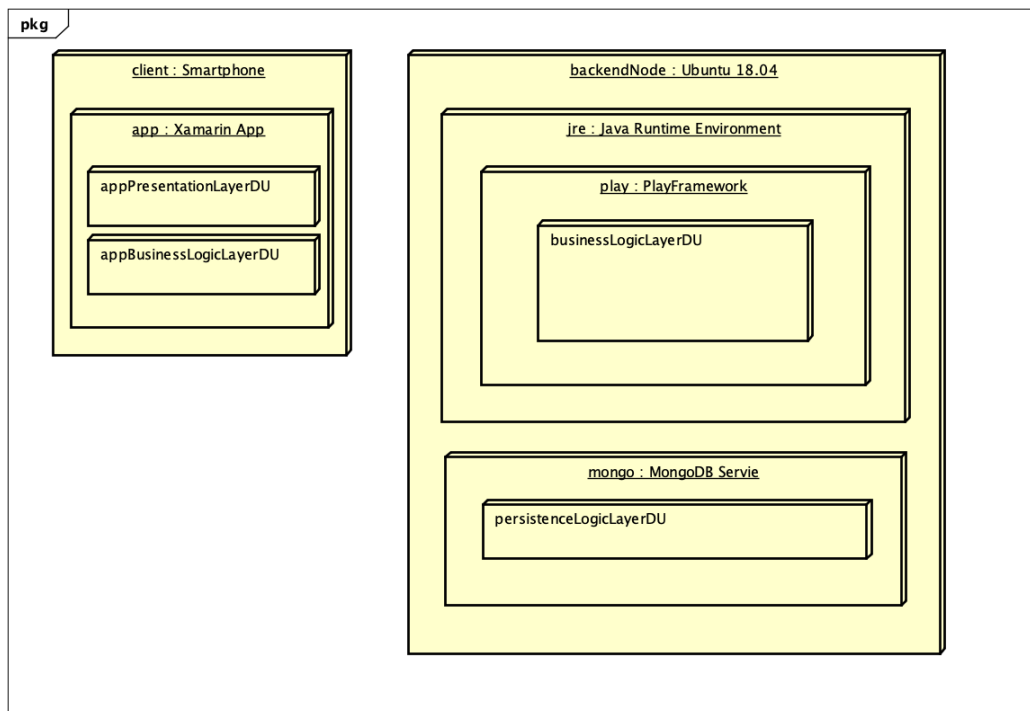 pkg
client : Smartphone
app : Xamarin App
appPresentationLayerDU
appBusinessLogicLayerDU
backendNode : Ubuntu 18.04
jre : Java Runtime Environment
play : PlayFramework
businessLogicLayerDU
mongo : MongoDB Servie
persistenceLogicLayerDU